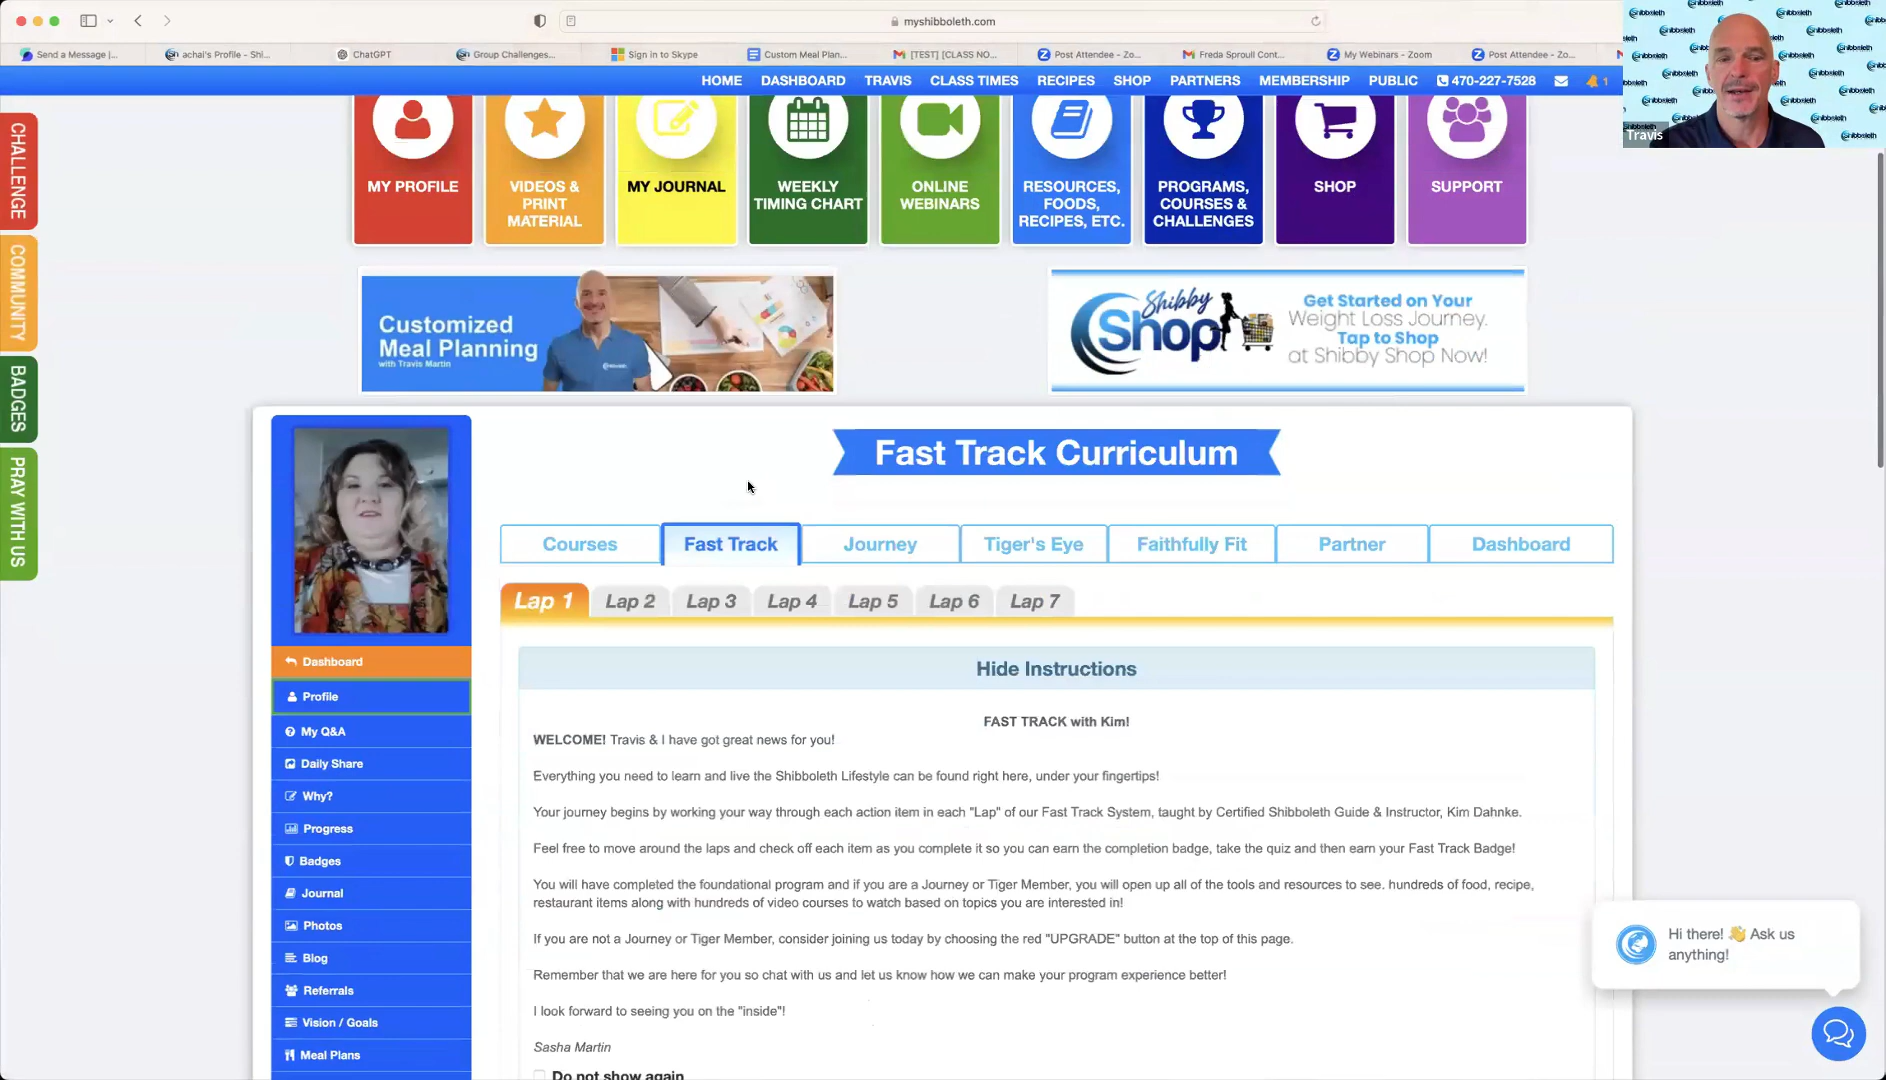 myshibboleth.com
Send a Message |...
achai's Profile - Shi...
ChatGPT
Group Challenges...
Sign in to Skype
Custom Meal Plan...
[TEST] [CLASS NO...
Post Attendee - Zo...
Freda Sproull Cont...
My Webinars - Zoom
Post Attendee - Zo...
HOME
DASHBOARD
TRAVIS
CLASS TIMES
RECIPES
SHOP
PARTNERS
MEMBERSHIP
PUBLIC
470-227-7528
1
Travis
CHALLENGE
COMMUNITY
BADGES
PRAY WITH US
MY PROFILE
VIDEOS &
PRINT
MATERIAL
MY JOURNAL
WEEKLY
TIMING CHART
ONLINE
WEBINARS
RESOURCES,
FOODS,
RECIPES, ETC.
PROGRAMS,
COURSES &
CHALLENGES
SHOP
SUPPORT
Customized
Meal Planning
with Travis Martin
Shibby
Shop
Get Started on Your
Weight Loss Journey.
Tap to Shop
at Shibby Shop Now!
Fast Track Curriculum
Courses
Fast Track
Journey
Tiger's Eye
Faithfully Fit
Partner
Dashboard
Lap 1
Lap 2
Lap 3
Lap 4
Lap 5
Lap 6
Lap 7
Dashboard
Profile
My Q&A
Daily Share
Why?
Progress
Badges
Journal
Photos
Blog
Referrals
Vision / Goals
Meal Plans
Hide Instructions
FAST TRACK with Kim!
WELCOME! Travis & I have got great news for you!
Everything you need to learn and live the Shibboleth Lifestyle can be found right here, under your fingertips!
Your journey begins by working your way through each action item in each "Lap" of our Fast Track System, taught by Certified Shibboleth Guide & Instructor, Kim Dahnke.
Feel free to move around the laps and check off each item as you complete it so you can earn the completion badge, take the quiz and then earn your Fast Track Badge!
You will have completed the foundational program and if you are a Journey or Tiger Member, you will open up all of the tools and resources to see. hundreds of food, recipe,
restaurant items along with hundreds of video courses to watch based on topics you are interested in!
If you are not a Journey or Tiger Member, consider joining us today by choosing the red "UPGRADE" button at the top of this page.
Remember that we are here for you so chat with us and let us know how we can make your program experience better!
I look forward to seeing you on the "inside"!
Sasha Martin
Do not show again
Hi there! 👋 Ask us
anything!